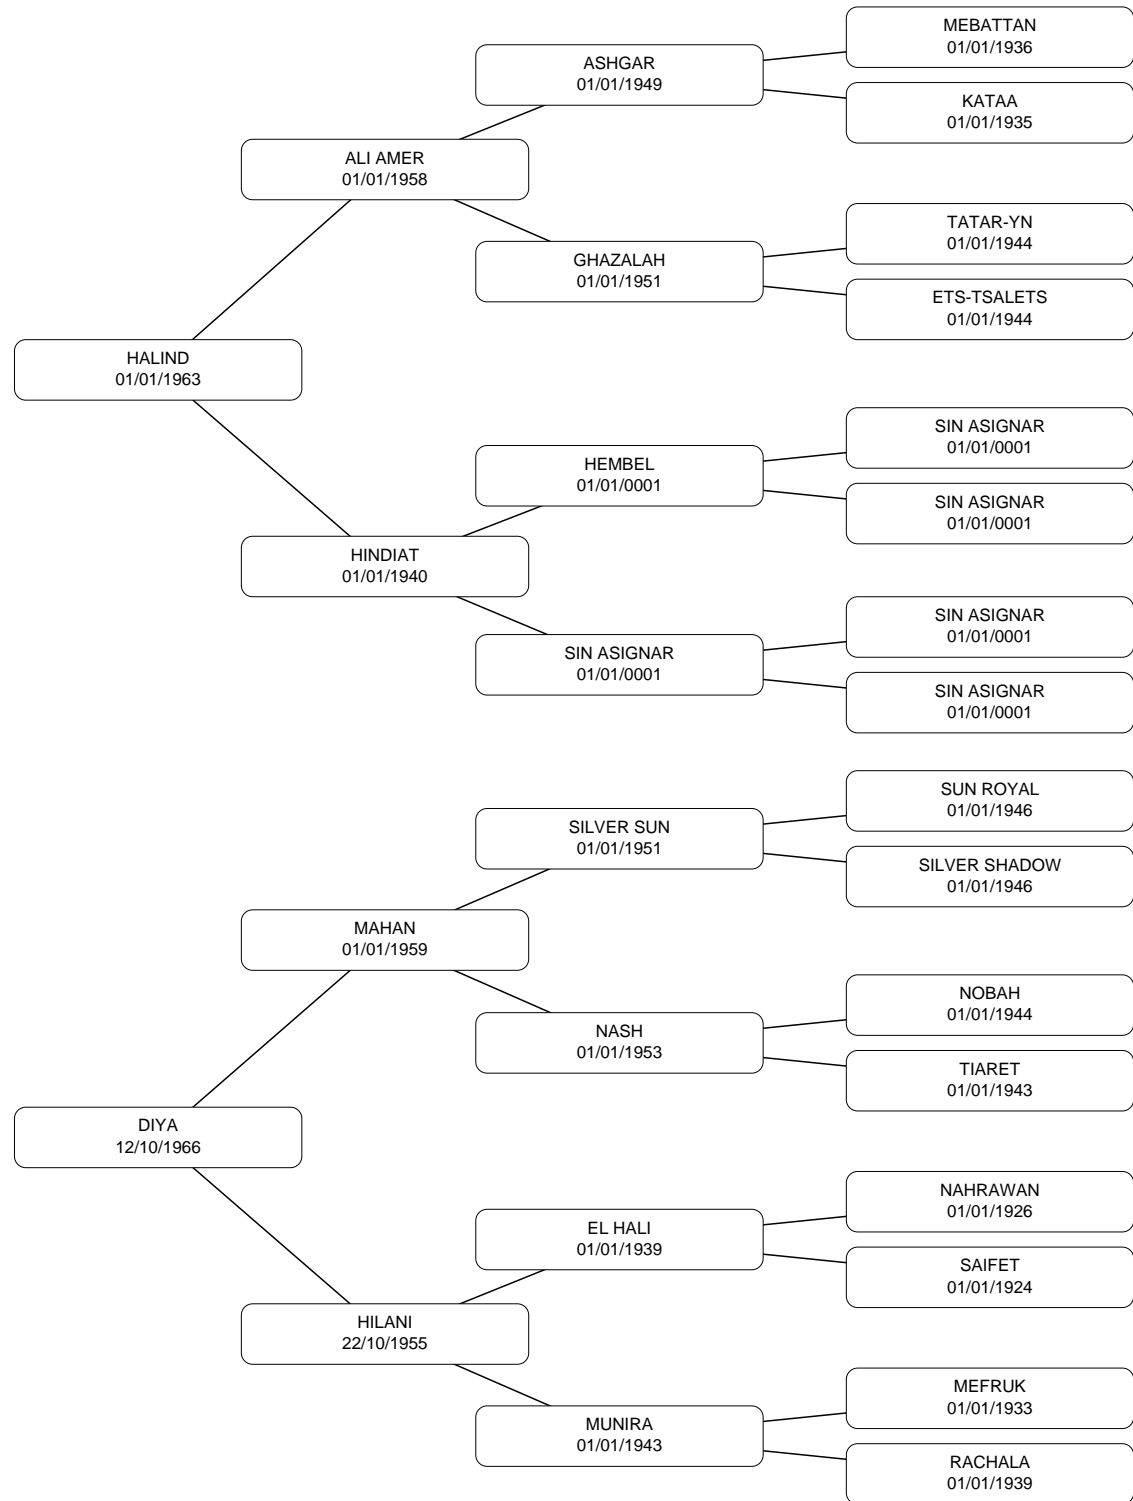 MEBATTAN
01/01/1936
ASHGAR
01/01/1949
KATAA
01/01/1935
ALI AMER
01/01/1958
TATAR-YN
01/01/1944
GHAZALAH
01/01/1951
ETS-TSALETS
01/01/1944
HALIND
01/01/1963
SIN ASIGNAR
01/01/0001
HEMBEL
01/01/0001
SIN ASIGNAR
01/01/0001
HINDIAT
01/01/1940
SIN ASIGNAR
01/01/0001
SIN ASIGNAR
01/01/0001
SIN ASIGNAR
01/01/0001
SUN ROYAL
01/01/1946
SILVER SUN
01/01/1951
SILVER SHADOW
01/01/1946
MAHAN
01/01/1959
NOBAH
01/01/1944
NASH
01/01/1953
TIARET
01/01/1943
DIYA
12/10/1966
NAHRAWAN
01/01/1926
EL HALI
01/01/1939
SAIFET
01/01/1924
HILANI
22/10/1955
MEFRUK
01/01/1933
MUNIRA
01/01/1943
RACHALA
01/01/1939